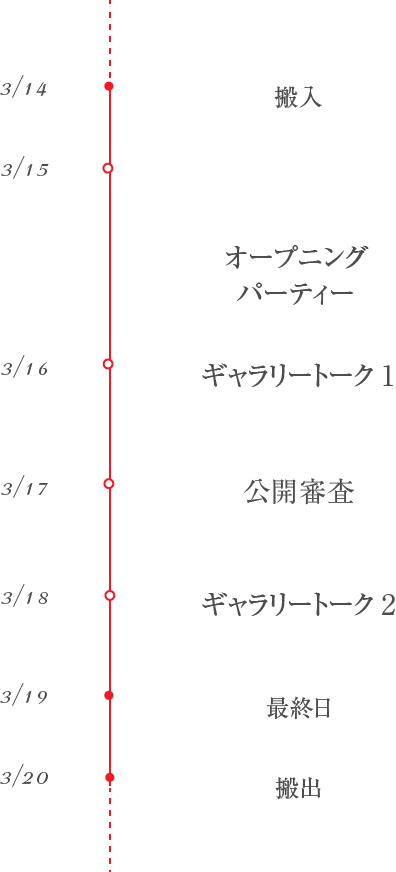 3/14
搬入
3/15
オープニング
パーティー
3/16
ギャラリートーク 1
3/17
公開審査
3/18
ギャラリートーク 2
3/19
最終日
3/20
搬出